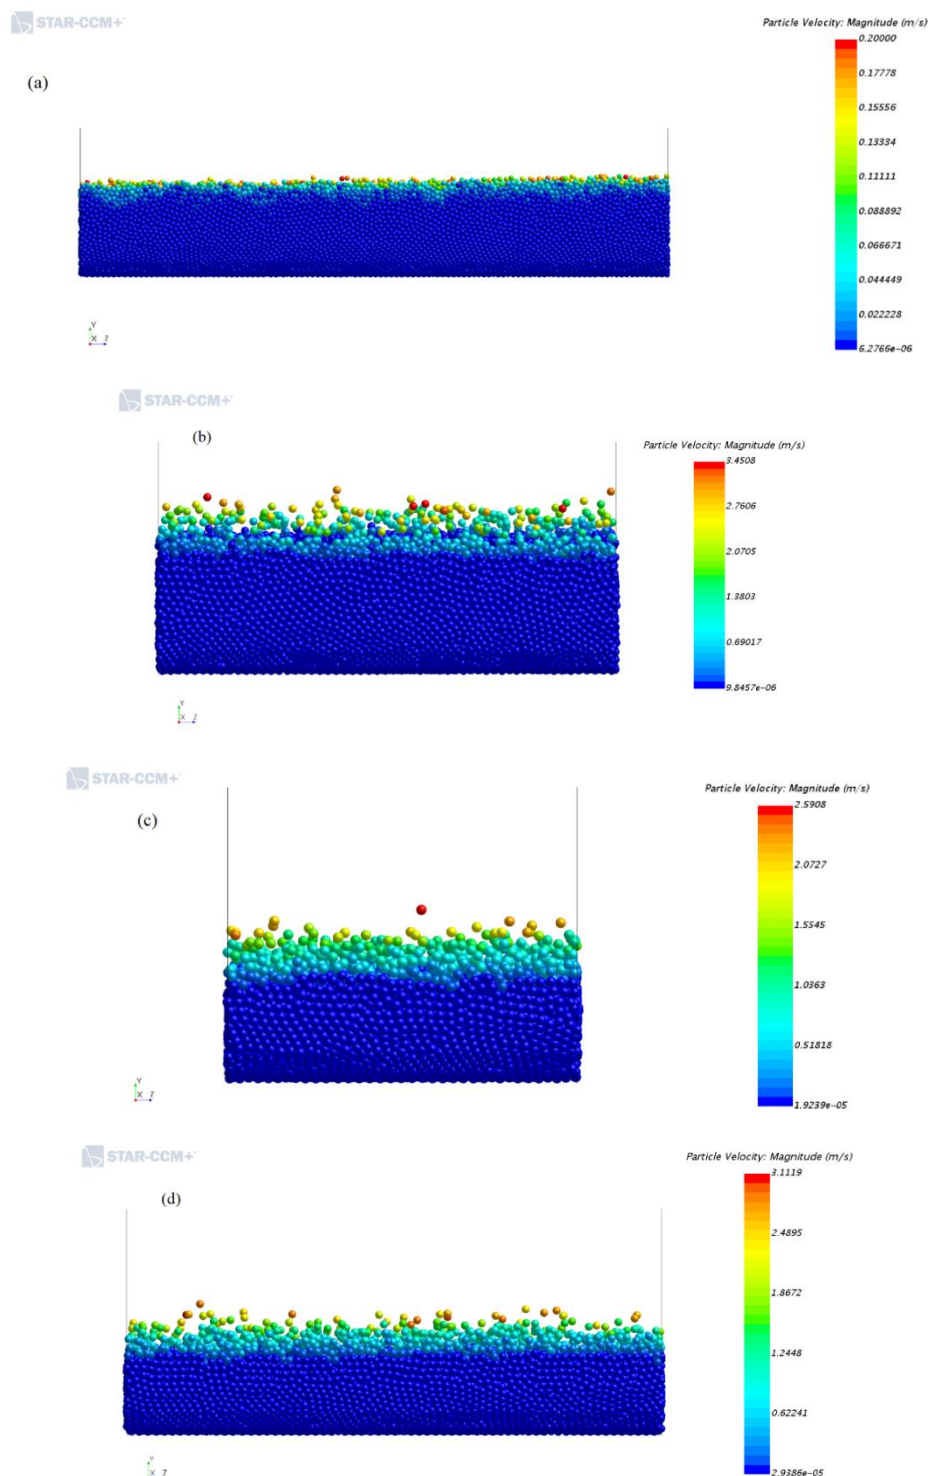 STAR-CCM+
Particle Velocity: Magnitude (m/s)
0.20000
(a)
0.17778
0.15556
0.13334
0.11111
0.088892
0.066671
0.044449
0.022228
6.2766e-06
Y
X Z
STAR-CCM+
(b)
Particle Velocity: Magnitude (m/s)
3.4508
2.7606
2.0705
1.3803
0.69017
9.8457e-06
Y
X Z
STAR-CCM+
Particle Velocity: Magnitude (m/s)
2.5908
(c)
2.0727
1.5545
1.0363
0.51818
1.9239e-05
Y
X Z
STAR-CCM+
Particle Velocity: Magnitude (m/s)
3.1119
(d)
2.4895
1.8672
1.2448
0.62241
2.9386e-05
Y
X Z